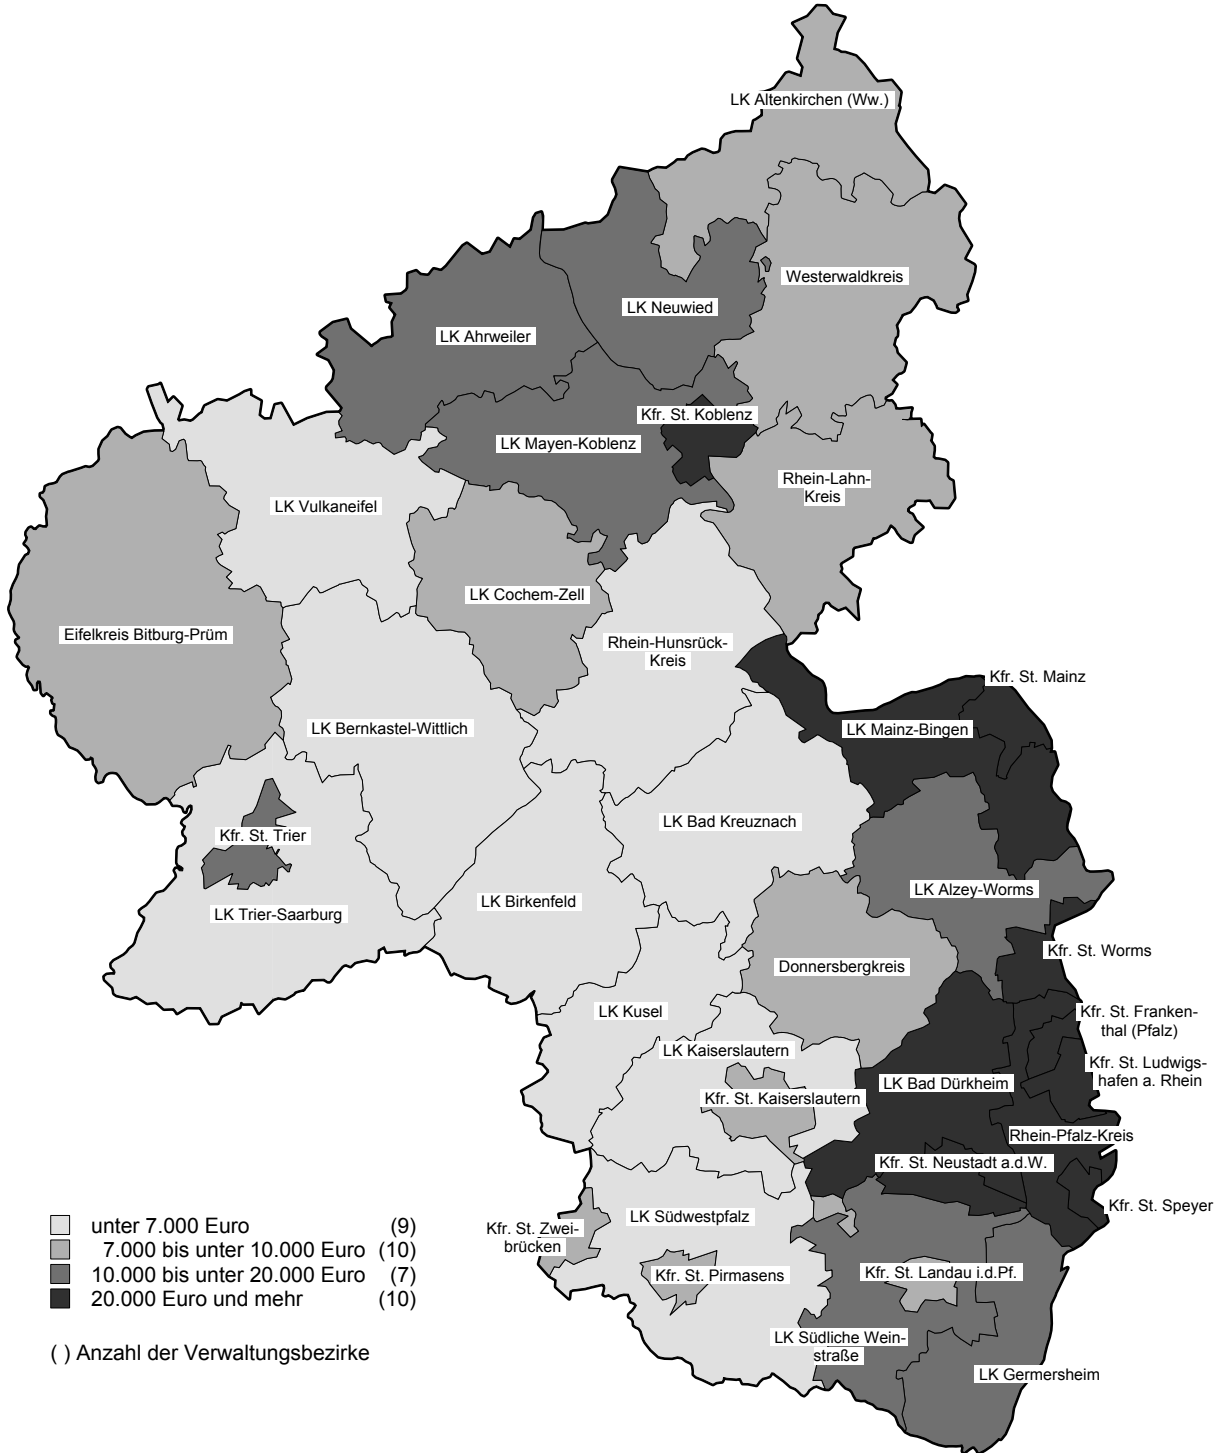 LK Altenkirchen (Ww.)
Westerwaldkreis
LK Neuwied
LK Ahrweiler
Kfr. St. Koblenz
LK Mayen-Koblenz
Rhein-Lahn-
Kreis
LK Vulkaneifel
LK Cochem-Zell
Eifelkreis Bitburg-Prüm
Rhein-Hunsrück-
Kreis
Kfr. St. Mainz
LK Bernkastel-Wittlich
LK Mainz-Bingen
LK Bad Kreuznach
Kfr. St. Trier
LK Alzey-Worms
LK Birkenfeld
LK Trier-Saarburg
Kfr. St. Worms
Donnersbergkreis
LK Kusel
Kfr. St. Franken-
thal (Pfalz)
LK Kaiserslautern
Kfr. St. Ludwigs-
hafen a. Rhein
LK Bad Dürkheim
Kfr. St. Kaiserslautern
Rhein-Pfalz-Kreis
Kfr. St. Neustadt a.d.W.
Kfr. St. Speyer
LK Südwestpfalz
Kfr. St. Zwei-
brücken
Kfr. St. Pirmasens
Kfr. St. Landau i.d.Pf.
LK Südliche Wein-
straße
LK Germersheim
unter 7.000 Euro (9)
7.000 bis unter 10.000 Euro (10)
10.000 bis unter 20.000 Euro (7)
20.000 Euro und mehr (10)
( ) Anzahl der Verwaltungsbezirke